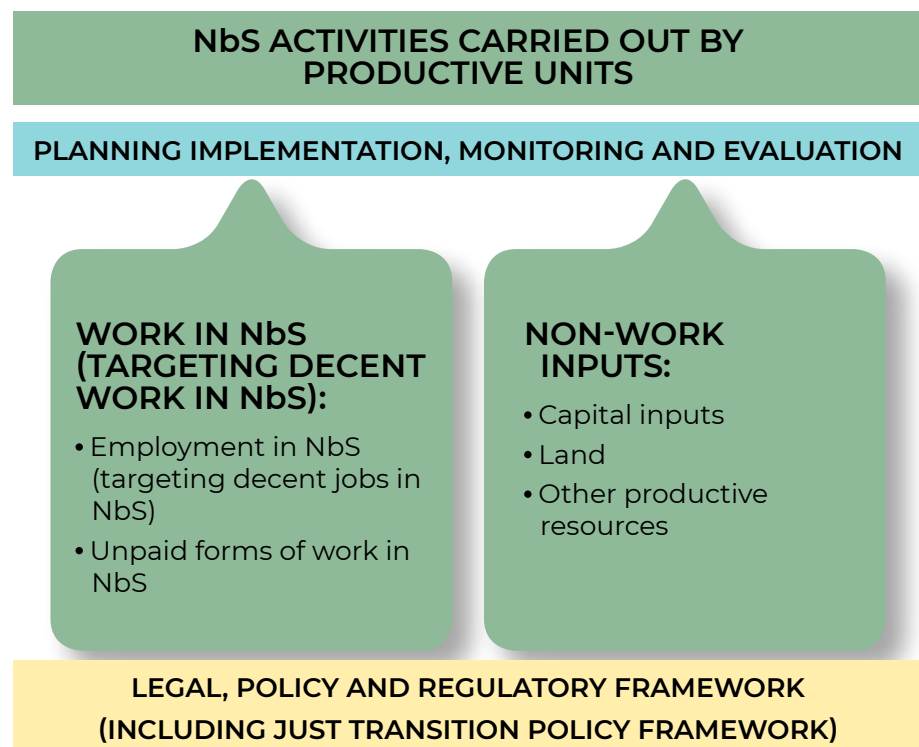 NbS ACTIVITIES CARRIED OUT BY
PRODUCTIVE UNITS
PLANNING IMPLEMENTATION, MONITORING AND EVALUATION
WORK IN NbS
(TARGETING DECENT
WORK IN NbS):
• Employment in NbS
(targeting decent jobs in
NbS)
• Unpaid forms of work in
NbS
NON-WORK
INPUTS:
• Capital inputs
• Land
• Other productive
resources
LEGAL, POLICY AND REGULATORY FRAMEWORK
(INCLUDING JUST TRANSITION POLICY FRAMEWORK)